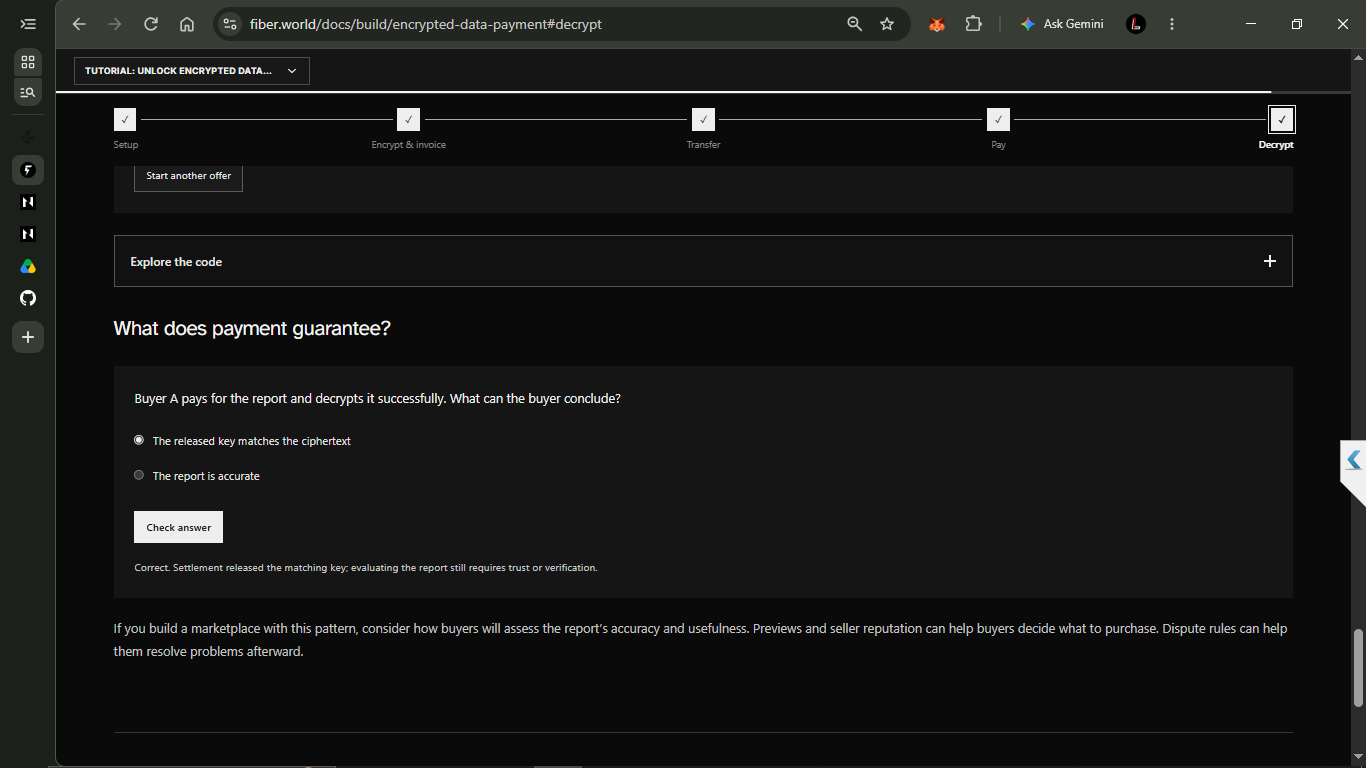 fiber.world/docs/build/encrypted-data-payment#decrypt
Ask Gemini
TUTORIAL: UNLOCK ENCRYPTED DATA...
Setup
Encrypt & invoice
Transfer
Pay
Decrypt
Start another offer
Explore the code
What does payment guarantee?
Buyer A pays for the report and decrypts it successfully. What can the buyer conclude?
The released key matches the ciphertext
The report is accurate
Check answer
Correct. Settlement released the matching key; evaluating the report still requires trust or verification.
If you build a marketplace with this pattern, consider how buyers will assess the report's accuracy and usefulness. Previews and seller reputation can help buyers decide what to purchase. Dispute rules can help
them resolve problems afterward.